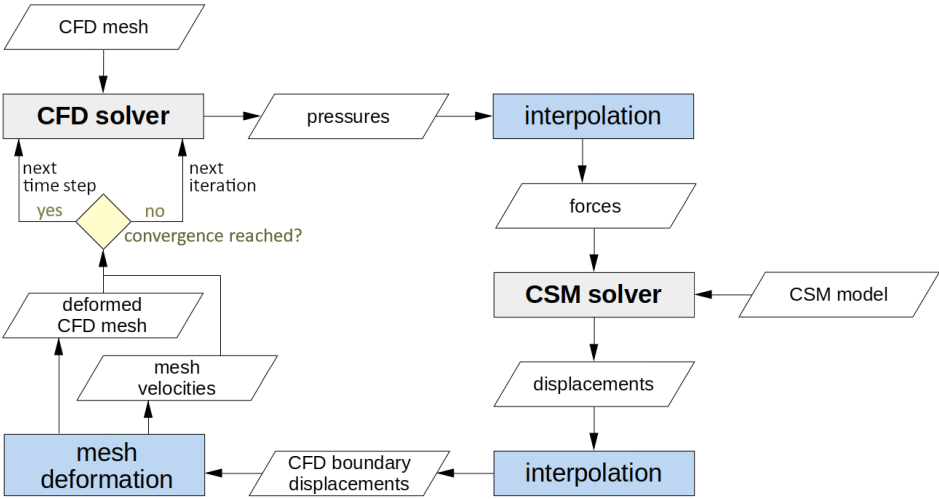 CFD mesh
CFD solver
pressures
interpolation
next
time step
next
iteration
yes
no
convergence reached?
forces
CSM solver
CSM model
deformed
CFD mesh
mesh
velocities
displacements
mesh
deformation
CFD boundary
displacements
interpolation